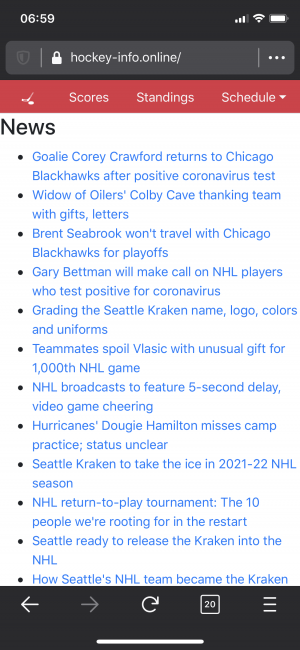 06:59
hockey-info.online/
Scores Standings Schedule
News
Goalie Corey Crawford returns to Chicago
Blackhawks after positive coronavirus test
Widow of Oilers' Colby Cave thanking team
with gifts, letters
Brent Seabrook won't travel with Chicago
Blackhawks for playoffs
Gary Bettman will make call on NHL players
who test positive for coronavirus
Grading the Seattle Kraken name, logo, colors
and uniforms
Teammates spoil Vlasic with unusual gift for
1,000th NHL game
NHL broadcasts to feature 5-second delay,
video game cheering
Hurricanes' Dougie Hamilton misses camp
practice; status unclear
Seattle Kraken to take the ice in 2021-22 NHL
season
NHL return-to-play tournament: The 10
people we're rooting for in the restart
Seattle ready to release the Kraken into the
NHL
How Seattle's NHL team became the Kraken
20